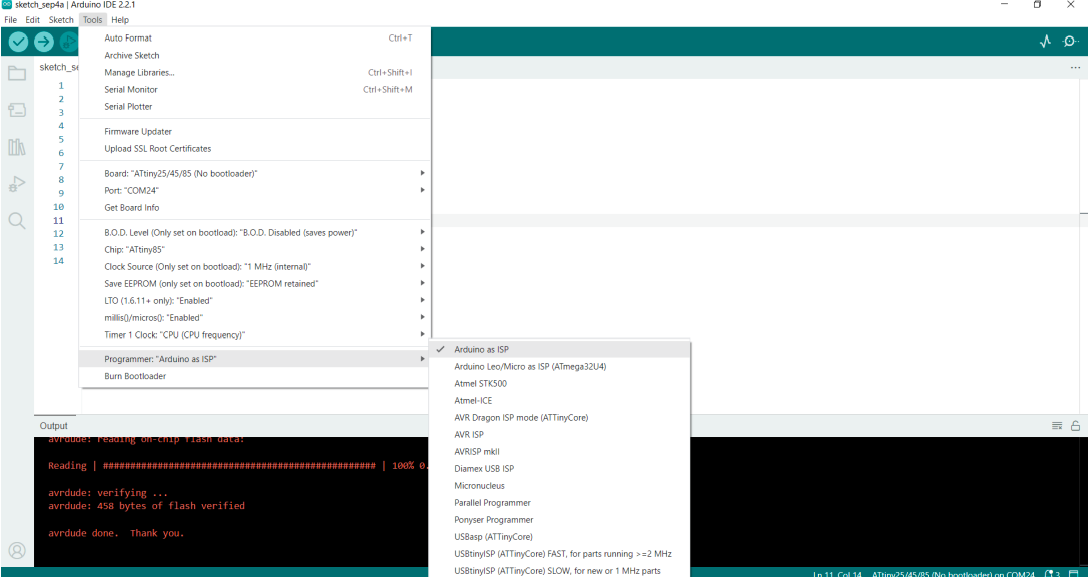 sketch_sep4a | Arduino IDE 2.2.1
File Edit Sketch Tools Help
Auto Format Ctrl+T
sketch_se
Archive Sketch
Manage Libraries... Ctrl+Shift+I
Serial Monitor Ctrl+Shift+M
Serial Plotter
Firmware Updater
Upload SSL Root Certificates
Board: "ATtiny25/45/85 (No bootloader)"
Port: "COM24"
Get Board Info
B.O.D. Level (Only set on bootload): "B.O.D. Disabled (saves power)"
Chip: "ATtiny85"
Clock Source (Only set on bootload): "1 MHz (internal)"
Save EEPROM (only set on bootload): "EEPROM retained"
LTO (1.6.11+ only): "Enabled"
millis()/micros(): "Enabled"
Timer 1 Clock: "CPU (CPU frequency)"
Programmer: "Arduino as ISP"
Burn Bootloader
1
2
3
4
5
6
7
8
9
10
11
12
13
14
Arduino as ISP
Arduino Leo/Micro as ISP (ATmega32U4)
Atmel STK500
Atmel-ICE
AVR Dragon ISP mode (ATTinyCore)
AVR ISP
AVRISP mkII
Diamex USB ISP
Micronucleus
Parallel Programmer
Ponyser Programmer
USBasp (ATTinyCore)
USBtinyISP (ATTinyCore) FAST, for parts running >=2 MHz
USBtinyISP (ATTinyCore) SLOW, for new or 1 MHz parts
Output
avrdude: reading on-chip flash data:
Reading | ################################################## | 100% 0.
avrdude: verifying ...
avrdude: 458 bytes of flash verified
avrdude done. Thank you.
Ln 11, Col 14 ATtiny25/45/85 (No bootloader) on COM24 3